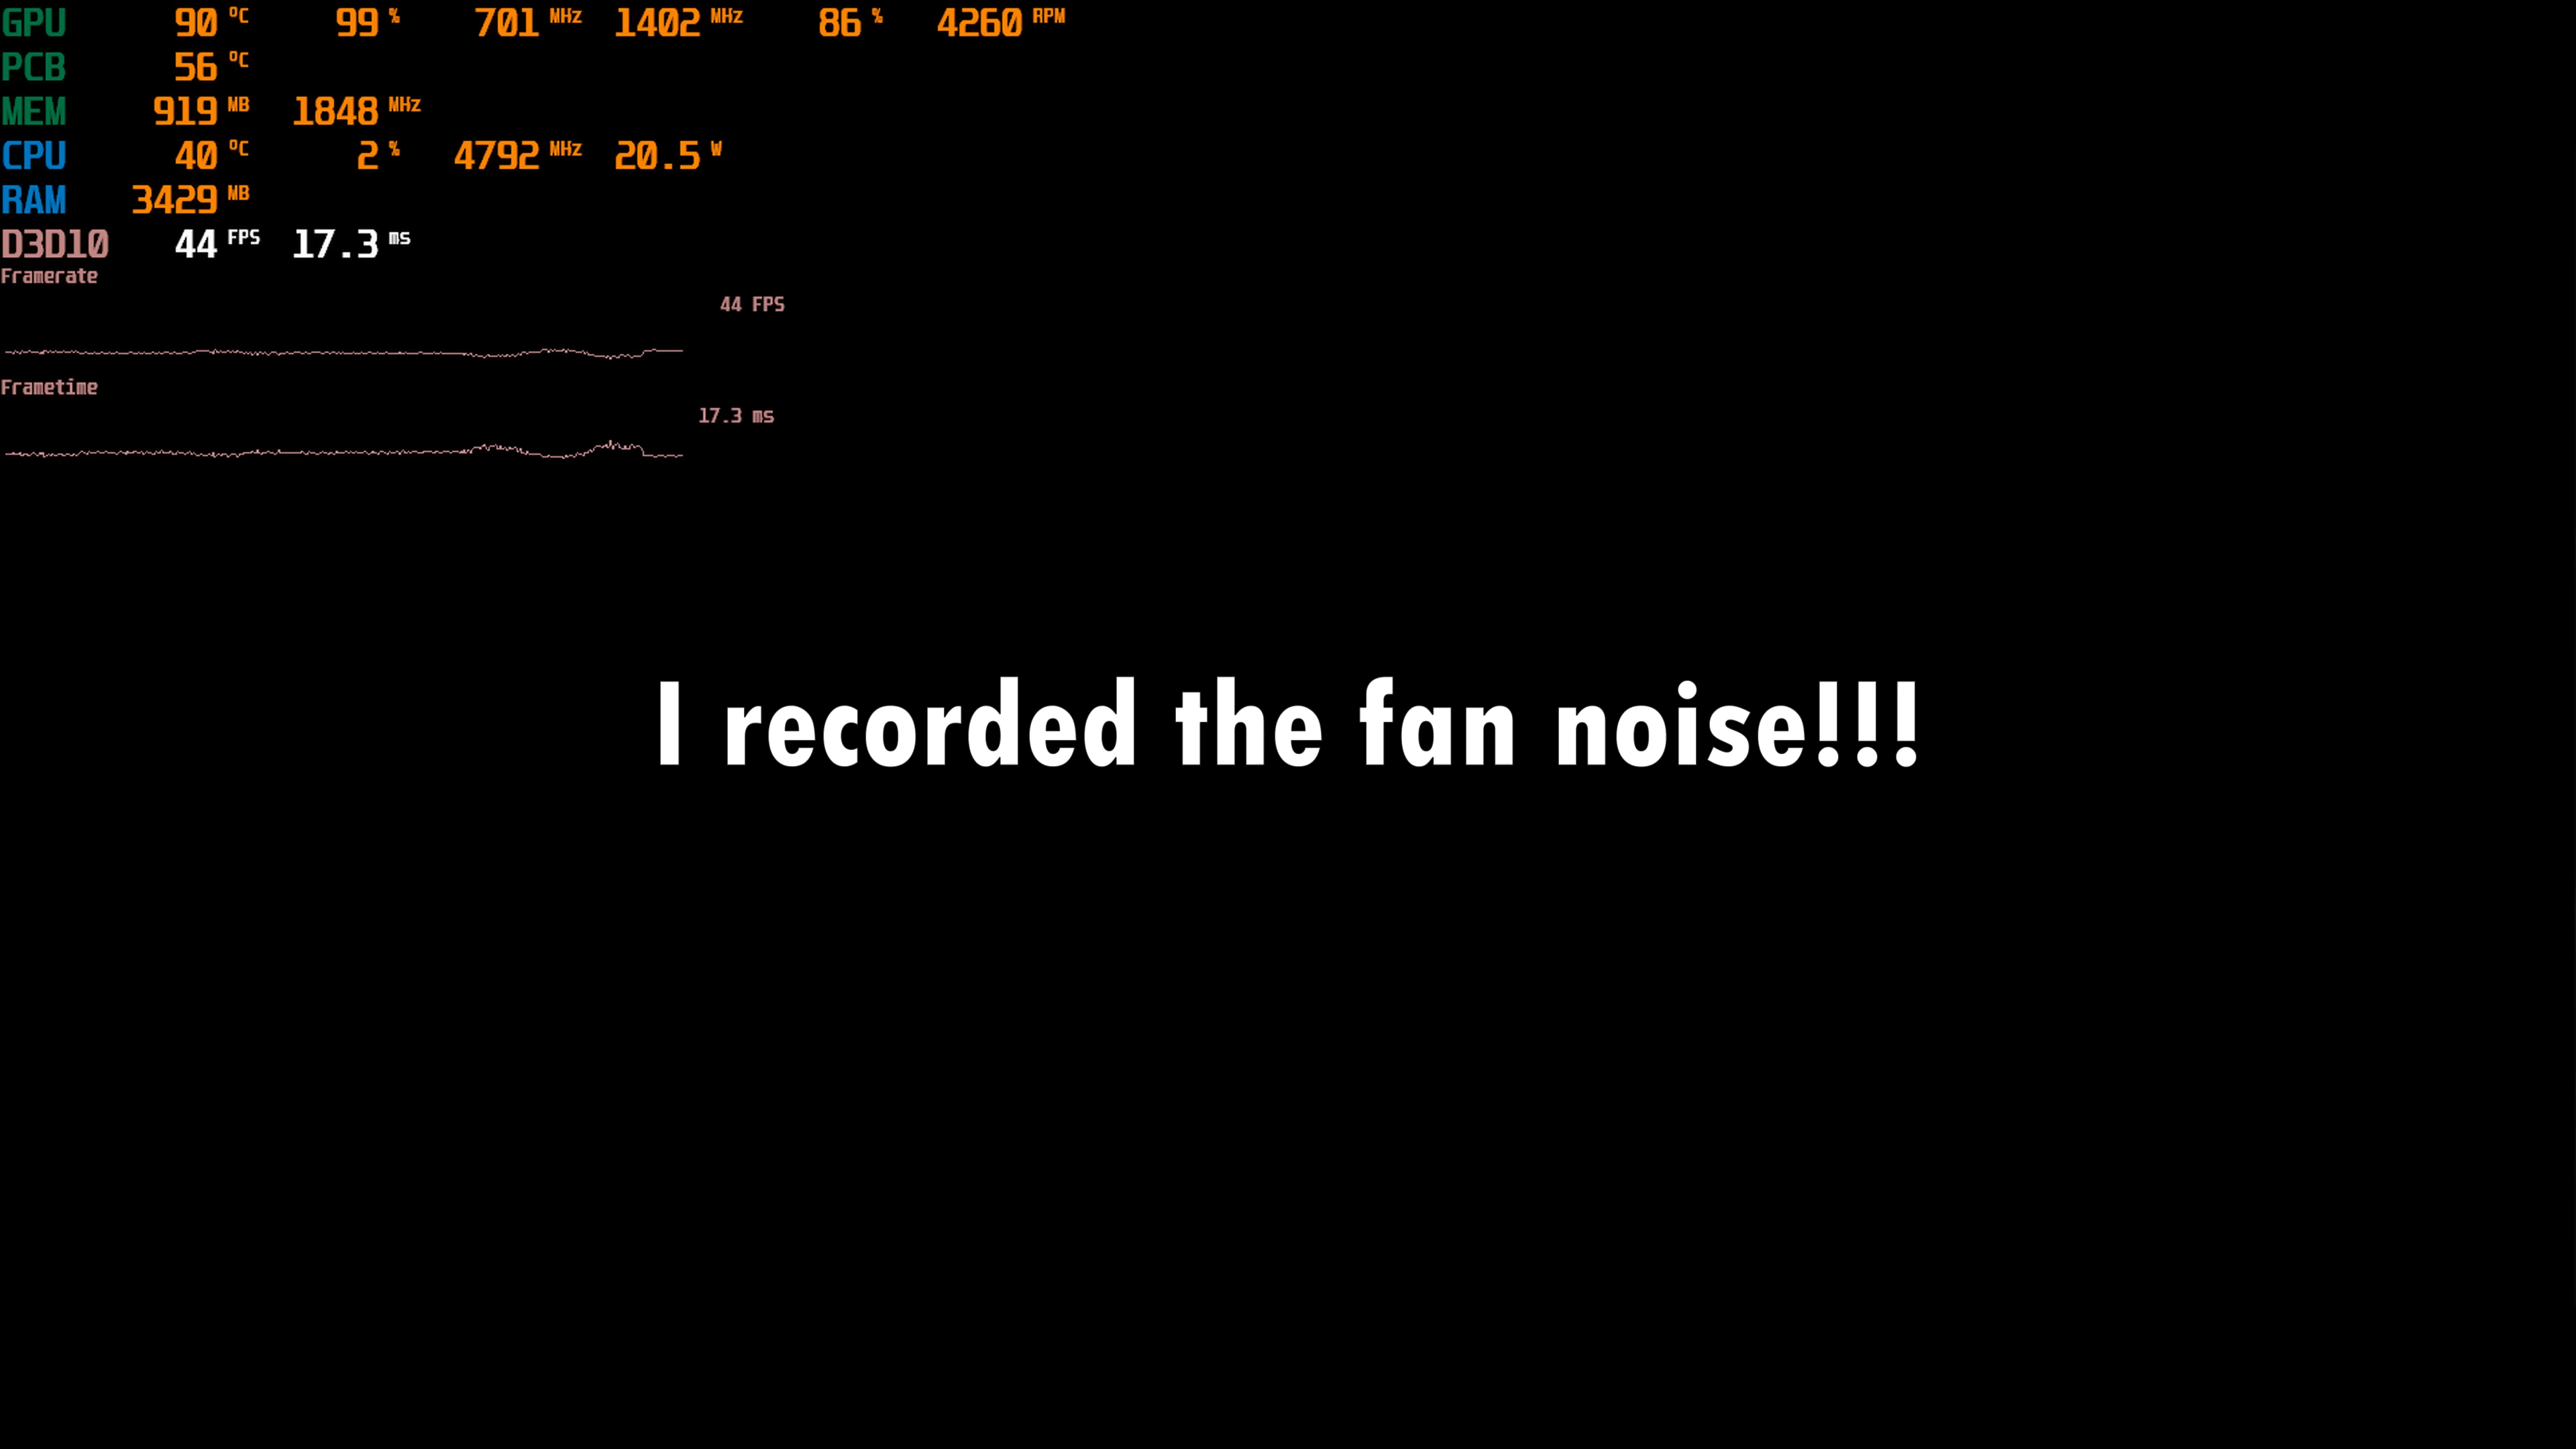 GPU 90 °C 99 % 701 MHz 1402 MHz 86 % 4260 RPM
PCB 56 °C
MEM 919 MB 1848 MHz
CPU 40 °C 2 % 4792 MHz 20.5 W
RAM 3429 MB
D3D10 44 FPS 17.3 ms
Framerate
44 FPS
Frametime
17.3 ms
I recorded the fan noise!!!